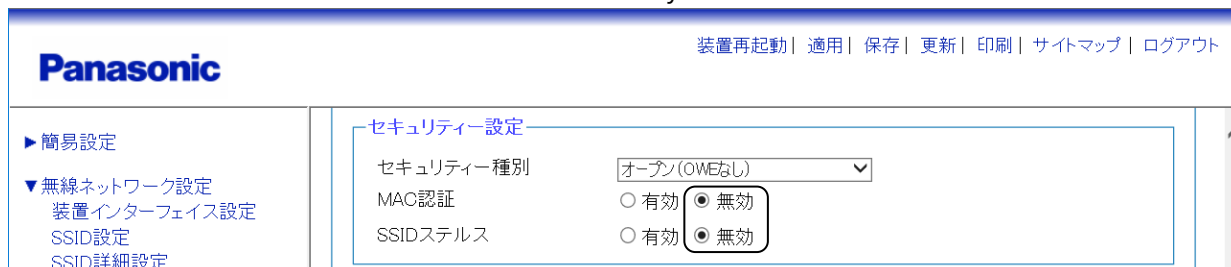 装置再起動| 適用| 保存| 更新| 印刷| サイトマップ| ログアウト
Panasonic
▶簡易設定
▼無線ネットワーク設定
装置インターフェイス設定
SSID設定
SSID詳細設定
セキュリティー設定
セキュリティー種別 オープン(OWEなし)
MAC認証 有効 無効
SSIDステルス 有効 無効